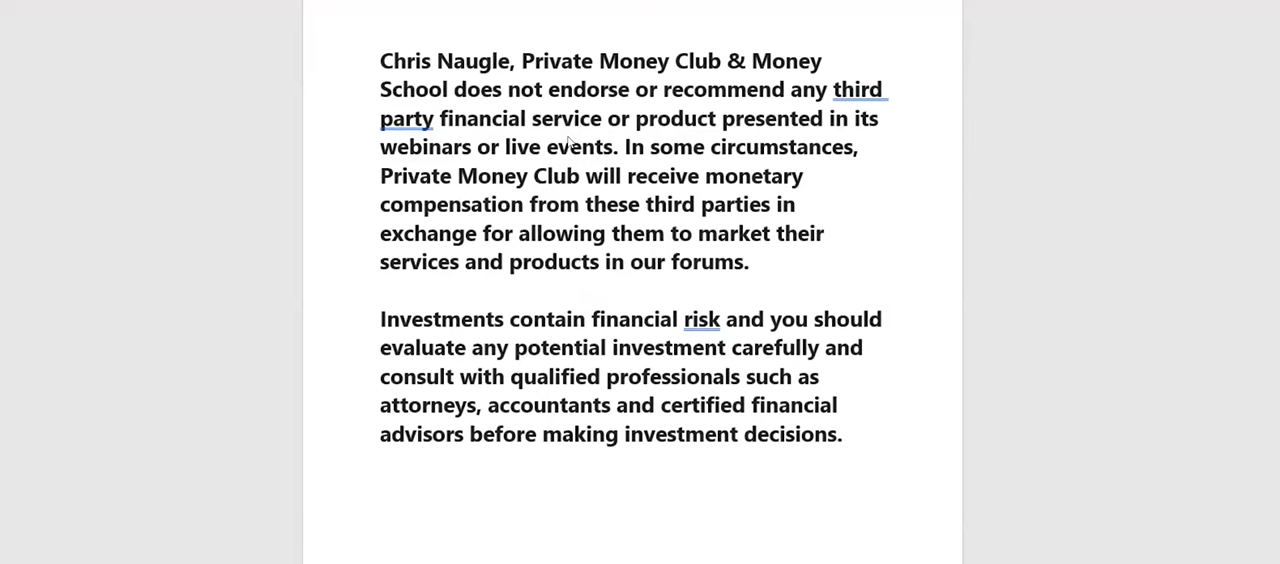 Chris Naugle, Private Money Club & Money
School does not endorse or recommend any third
party financial service or product presented in its
webinars or live events. In some circumstances,
Private Money Club will receive monetary
compensation from these third parties in
exchange for allowing them to market their
services and products in our forums.
Investments contain financial risk and you should
evaluate any potential investment carefully and
consult with qualified professionals such as
attorneys, accountants and certified financial
advisors before making investment decisions.